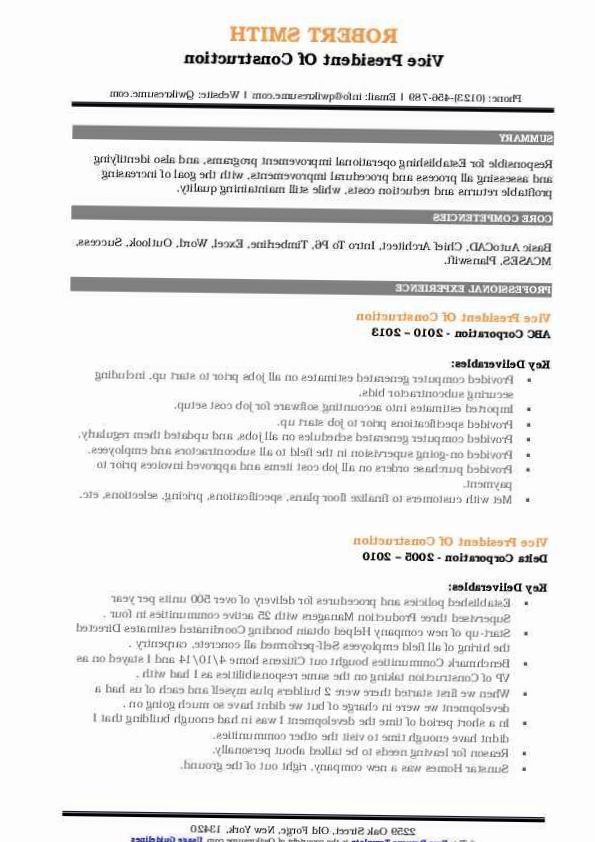 ROBERT SMITH
Vice President Of Construction
Phone: (0123)-456-789 | Email: info@qwikresume.com | Website: Qwikresume.com
SUMMARY
Responsible for Establishing operational improvement programs, and also identifying
and assessing all process and procedural improvements, with the goal of increasing
profitable returns and reduction costs, while still maintaining quality.
CORE COMPETENCIES
Basic AutoCAD, Chief Architect, Intro To P6, Timberline, Excel, Word, Outlook, Success,
MCASES, Planswift.
PROFESSIONAL EXPERIENCE
Vice President Of Construction
ABC Corporation - 2010 – 2013
Key Deliverables:
▪ Provided computer generated estimates on all jobs prior to start up, including
securing subcontractor bids.
▪ Imported estimates into accounting software for job cost setup.
▪ Provided specifications prior to job start up.
▪ Provided computer generated schedules on all jobs, and updated them regularly.
▪ Provided on-going supervision in the field to all subcontractors and employees.
▪ Provided purchase orders on all job cost items and approved invoices prior to
payment.
▪ Met with customers to finalize floor plans, specifications, pricing, selections, etc.
Vice President Of Construction
Delta Corporation - 2005 – 2010
Key Deliverables:
▪ Established policies and procedures for delivery of over 500 units per year
Supervised three Production Managers with 25 active communities in four .
▪ Start-up of new company Helped obtain bonding Coordinated estimates Directed
the hiring of all field employees Self-performed all concrete, carpentry .
▪ Benchmark Communities bought out Citizens home 4/10/14 and I stayed on as
VP of Construction taking on the same responsibilities as I had with .
▪ When we first started there were 2 builders plus myself and each of us had a
development we were in charge of but we didnt have so much going on .
▪ In a short period of time the development I was in had enough building that I
didnt have enough time to visit the other communities.
▪ Reason for leaving needs to be talked about personally.
▪ Sunstar Homes was a new company, right out of the ground.
2259 Oak Street, Old Forge, New York, 13420
is the copyright of Qwikresume.com Usage Guidelines